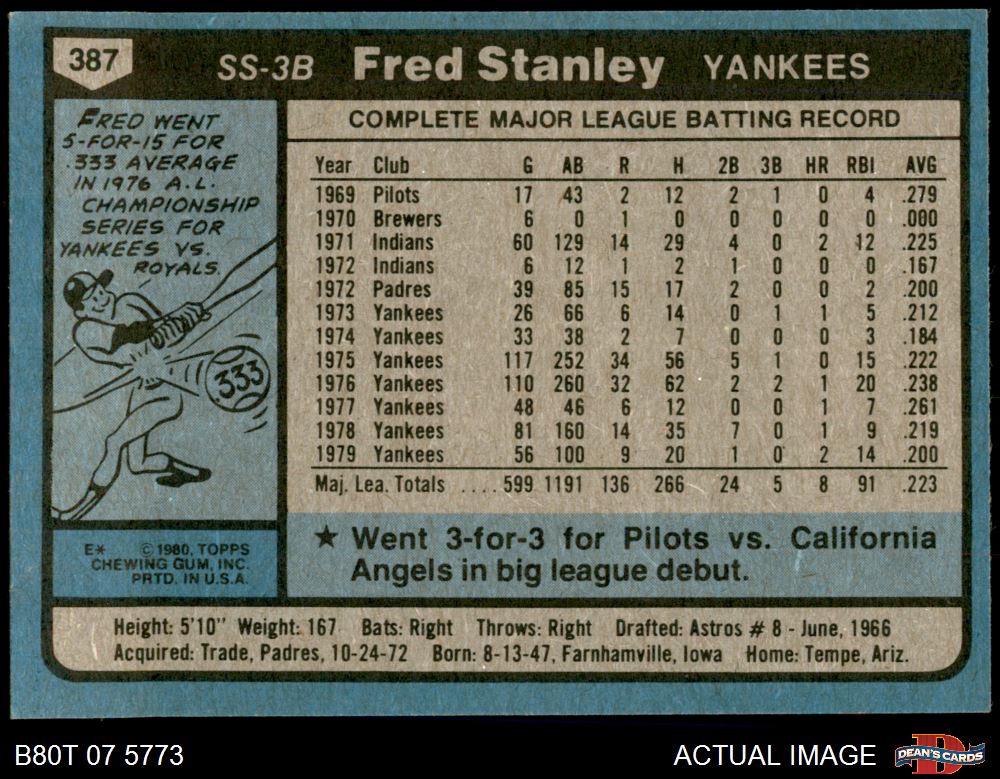 387 SS-3B Fred Stanley YANKEES
FRED WENT
5-FOR-15 FOR
.333 AVERAGE
IN 1976 A.L.
CHAMPIONSHIP
SERIES FOR
YANKEES VS.
ROYALS.
.333
E* © 1980, TOPPS
CHEWING GUM, INC.
PRTD. IN U.S.A.
COMPLETE MAJOR LEAGUE BATTING RECORD
Year Club G AB R H 2B 3B HR RBI AVG
1969 Pilots 17 43 2 12 2 1 0 4 .279
1970 Brewers 6 0 1 0 0 0 0 0 .000
1971 Indians 60 129 14 29 4 0 2 12 .225
1972 Indians 6 12 1 2 1 0 0 0 .167
1972 Padres 39 85 15 17 2 0 0 2 .200
1973 Yankees 26 66 6 14 0 1 1 5 .212
1974 Yankees 33 38 2 7 0 0 0 3 .184
1975 Yankees 117 252 34 56 5 1 0 15 .222
1976 Yankees 110 260 32 62 2 2 1 20 .238
1977 Yankees 48 46 6 12 0 0 1 7 .261
1978 Yankees 81 160 14 35 7 0 1 9 .219
1979 Yankees 56 100 9 20 1 0 2 14 .200
Maj. Lea. Totals ....599 1191 136 266 24 5 8 91 .223
★ Went 3-for-3 for Pilots vs. California
Angels in big league debut.
Height: 5'10" Weight: 167 Bats: Right Throws: Right Drafted: Astros # 8 - June, 1966
Acquired: Trade, Padres, 10-24-72 Born: 8-13-47, Farnhamville, Iowa Home: Tempe, Ariz.
B80T 07 5773 ACTUAL IMAGE D DEAN'S CARDS